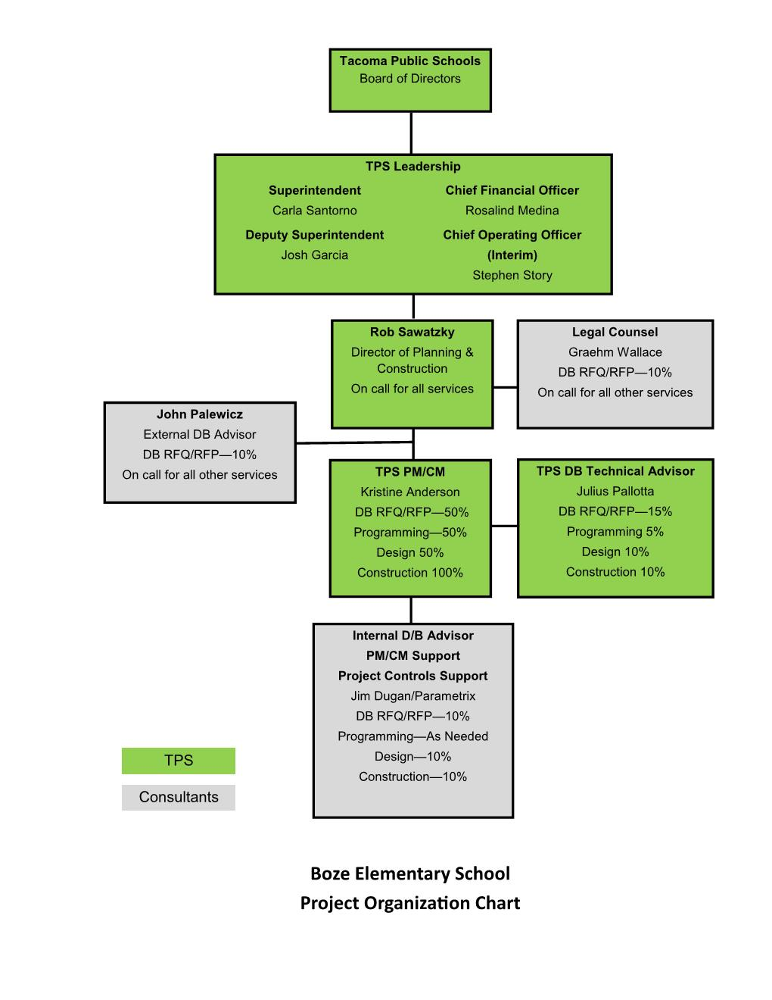 Tacoma Public Schools
Board of Directors
TPS Leadership
Superintendent
Carla Santorno
Deputy Superintendent
Josh Garcia
Chief Financial Officer
Rosalind Medina
Chief Operating Officer
(Interim)
Stephen Story
Rob Sawatzky
Director of Planning &
Construction
On call for all services
Legal Counsel
Graehm Wallace
DB RFQ/RFP—10%
On call for all other services
John Palewicz
External DB Advisor
DB RFQ/RFP—10%
On call for all other services
TPS PM/CM
Kristine Anderson
DB RFQ/RFP—50%
Programming—50%
Design 50%
Construction 100%
TPS DB Technical Advisor
Julius Pallotta
DB RFQ/RFP—15%
Programming 5%
Design 10%
Construction 10%
Internal D/B Advisor
PM/CM Support
Project Controls Support
Jim Dugan/Parametrix
DB RFQ/RFP—10%
Programming—As Needed
Design—10%
Construction—10%
TPS
Consultants
Boze Elementary School
Project Organization Chart